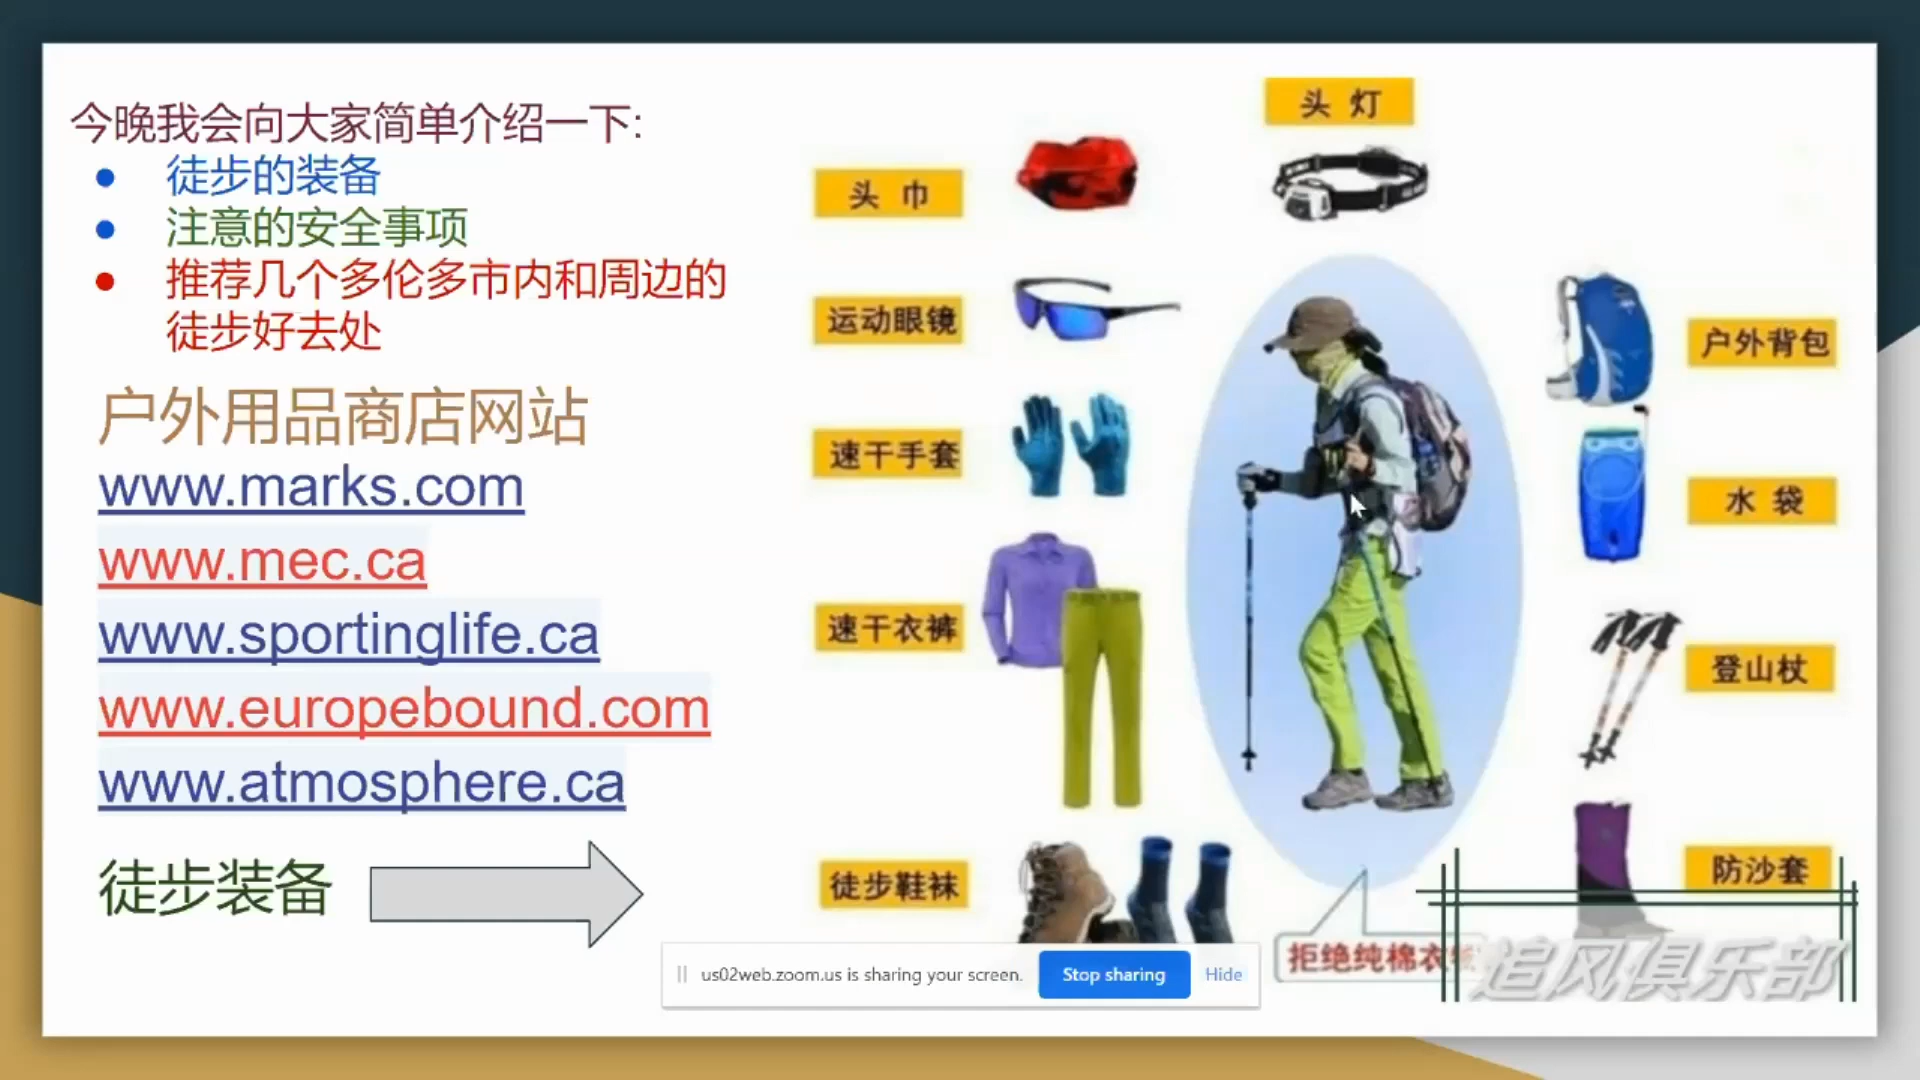 今晚我会向大家简单介绍一下:
● 徒步的装备
● 注意的安全事项
● 推荐几个多伦多市内和周边的
徒步好去处
户外用品商店网站
www.marks.com
www.mec.ca
www.sportinglife.ca
www.europebound.com
www.atmosphere.ca
徒步装备
头 灯
头 巾
运动眼镜
速干手套
速干衣裤
徒步鞋袜
户外背包
水 袋
登山杖
防沙套
拒绝纯棉衣
追风俱乐部
us02web.zoom.us is sharing your screen.
Stop sharing
Hide